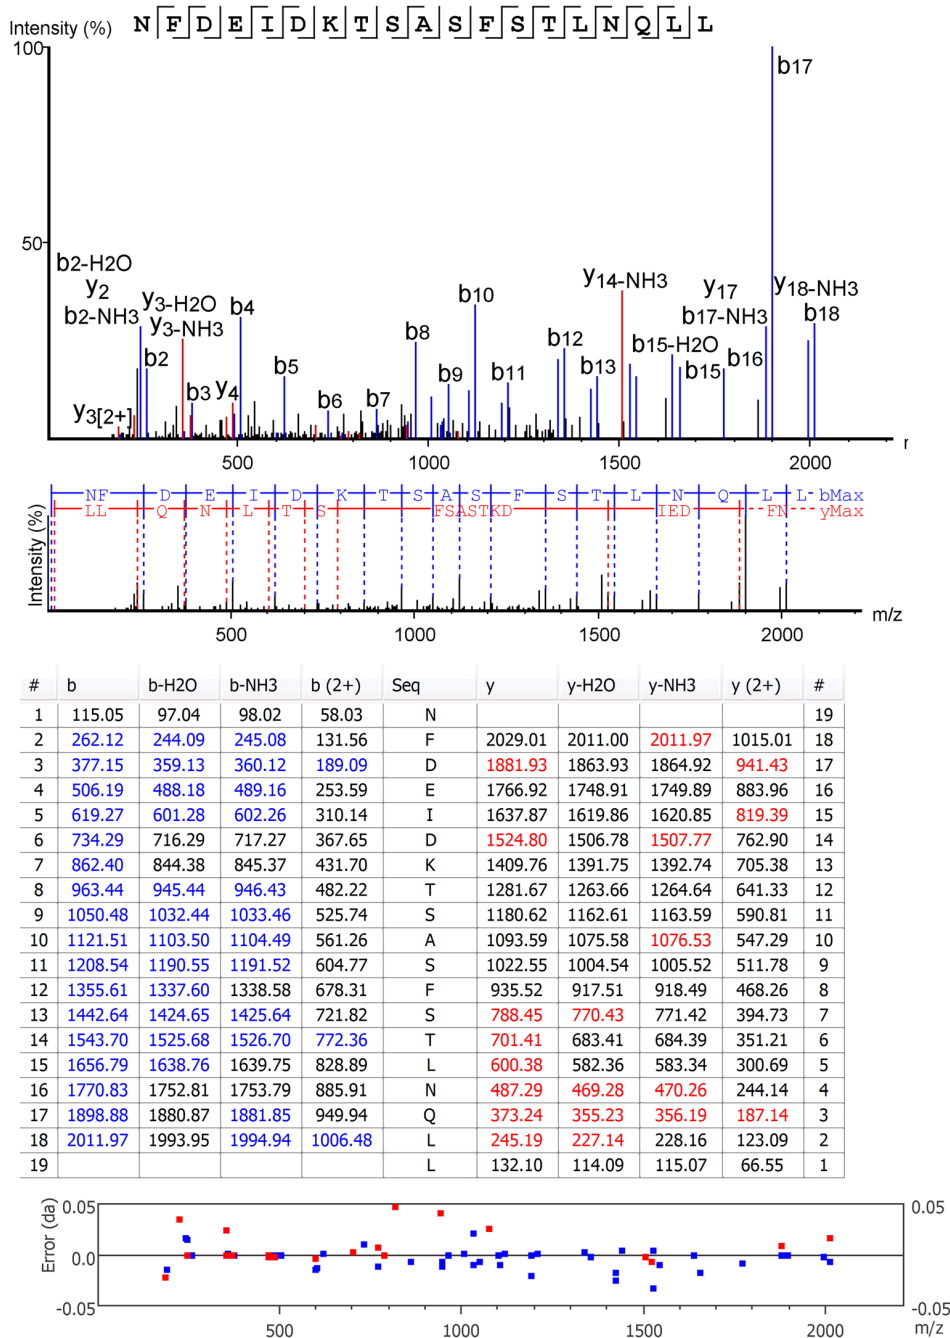 Intensity (%) N F D E I D K T S A S F S T L N Q L L
100
b17
50
b2-H2O
y2
b2-NH3
y3-H2O
y3-NH3
b4
b10
y14-NH3
y17
b17-NH3
y18-NH3
b18
b2
b3
y4
b5
b6
b7
b8
b9
b11
b12
b13
b15-H2O
b15
b16
y3[2+]
500 1000 1500 2000
NF D E I D K T S A S F S T L N Q L L bMax
LL Q N L T S FSASTKD IED FN yMax
Intensity (%)
m/z
500 1000 1500 2000
# b b-H2O b-NH3 b (2+) Seq y y-H2O y-NH3 y (2+) #
1 115.05 97.04 98.02 58.03 N 19
2 262.12 244.09 245.08 131.56 F 2029.01 2011.00 2011.97 1015.01 18
3 377.15 359.13 360.12 189.09 D 1881.93 1863.93 1864.92 941.43 17
4 506.19 488.18 489.16 253.59 E 1766.92 1748.91 1749.89 883.96 16
5 619.27 601.28 602.26 310.14 I 1637.87 1619.86 1620.85 819.39 15
6 734.29 716.29 717.27 367.65 D 1524.80 1506.78 1507.77 762.90 14
7 862.40 844.38 845.37 431.70 K 1409.76 1391.75 1392.74 705.38 13
8 963.44 945.44 946.43 482.22 T 1281.67 1263.66 1264.64 641.33 12
9 1050.48 1032.44 1033.46 525.74 S 1180.62 1162.61 1163.59 590.81 11
10 1121.51 1103.50 1104.49 561.26 A 1093.59 1075.58 1076.53 547.29 10
11 1208.54 1190.55 1191.52 604.77 S 1022.55 1004.54 1005.52 511.78 9
12 1355.61 1337.60 1338.58 678.31 F 935.52 917.51 918.49 468.26 8
13 1442.64 1424.65 1425.64 721.82 S 788.45 770.43 771.42 394.73 7
14 1543.70 1525.68 1526.70 772.36 T 701.41 683.41 684.39 351.21 6
15 1656.79 1638.76 1639.75 828.89 L 600.38 582.36 583.34 300.69 5
16 1770.83 1752.81 1753.79 885.91 N 487.29 469.28 470.26 244.14 4
17 1898.88 1880.87 1881.85 949.94 Q 373.24 355.23 356.19 187.14 3
18 2011.97 1993.95 1994.94 1006.48 L 245.19 227.14 228.16 123.09 2
19 L 132.10 114.09 115.07 66.55 1
Error (da)
0.05 0.05
0.0
-0.05 -0.05
500 1000 1500 2000 m/z